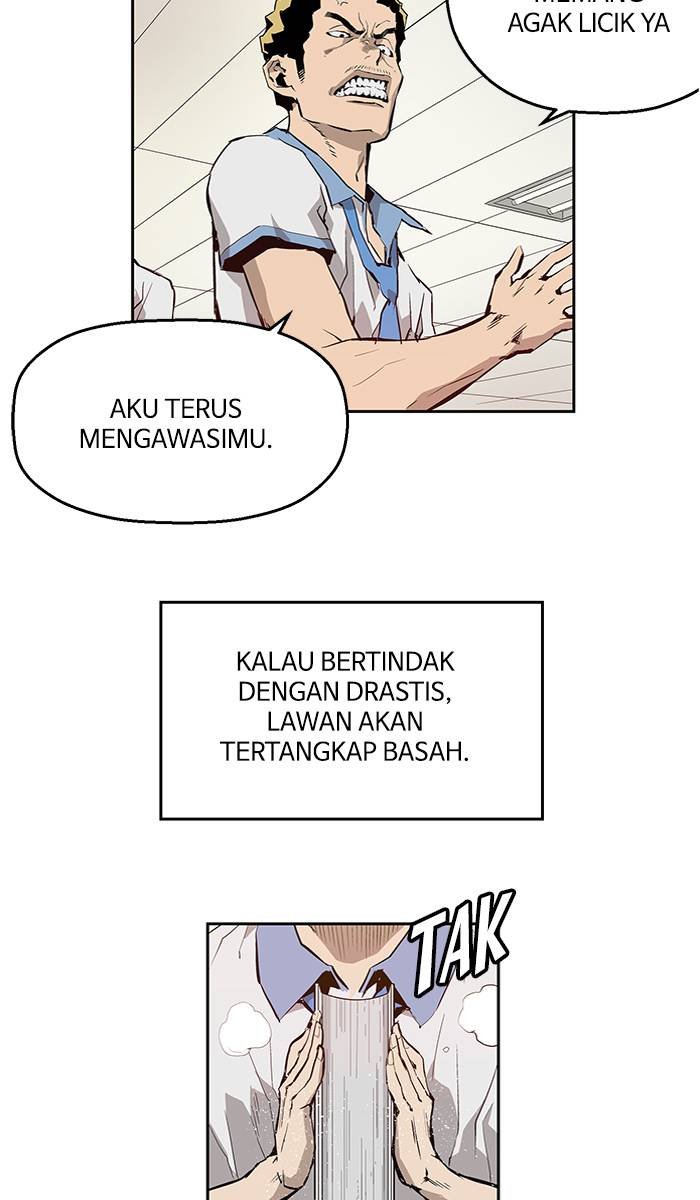 AGAK LICIK YA
AKU TERUS
MENGAWASIMU.
KALAU BERTINDAK
DENGAN DRASTIS,
LAWAN AKAN
TERTANGKAP BASAH.
TAK